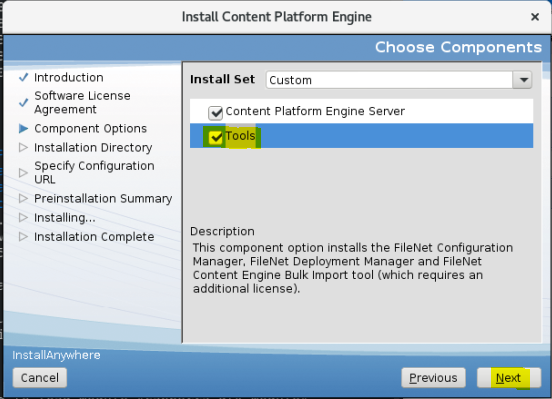 Install Content Platform Engine
Choose Components
Introduction
Software License
Agreement
Component Options
Installation Directory
Specify Configuration
URL
Preinstallation Summary
Installing...
Installation Complete
Install Set Custom
Content Platform Engine Server
Tools
Description
This component option installs the FileNet Configuration
Manager, FileNet Deployment Manager and FileNet
Content Engine Bulk Import tool (which requires an
additional license).
InstallAnywhere
Cancel
Previous
Next